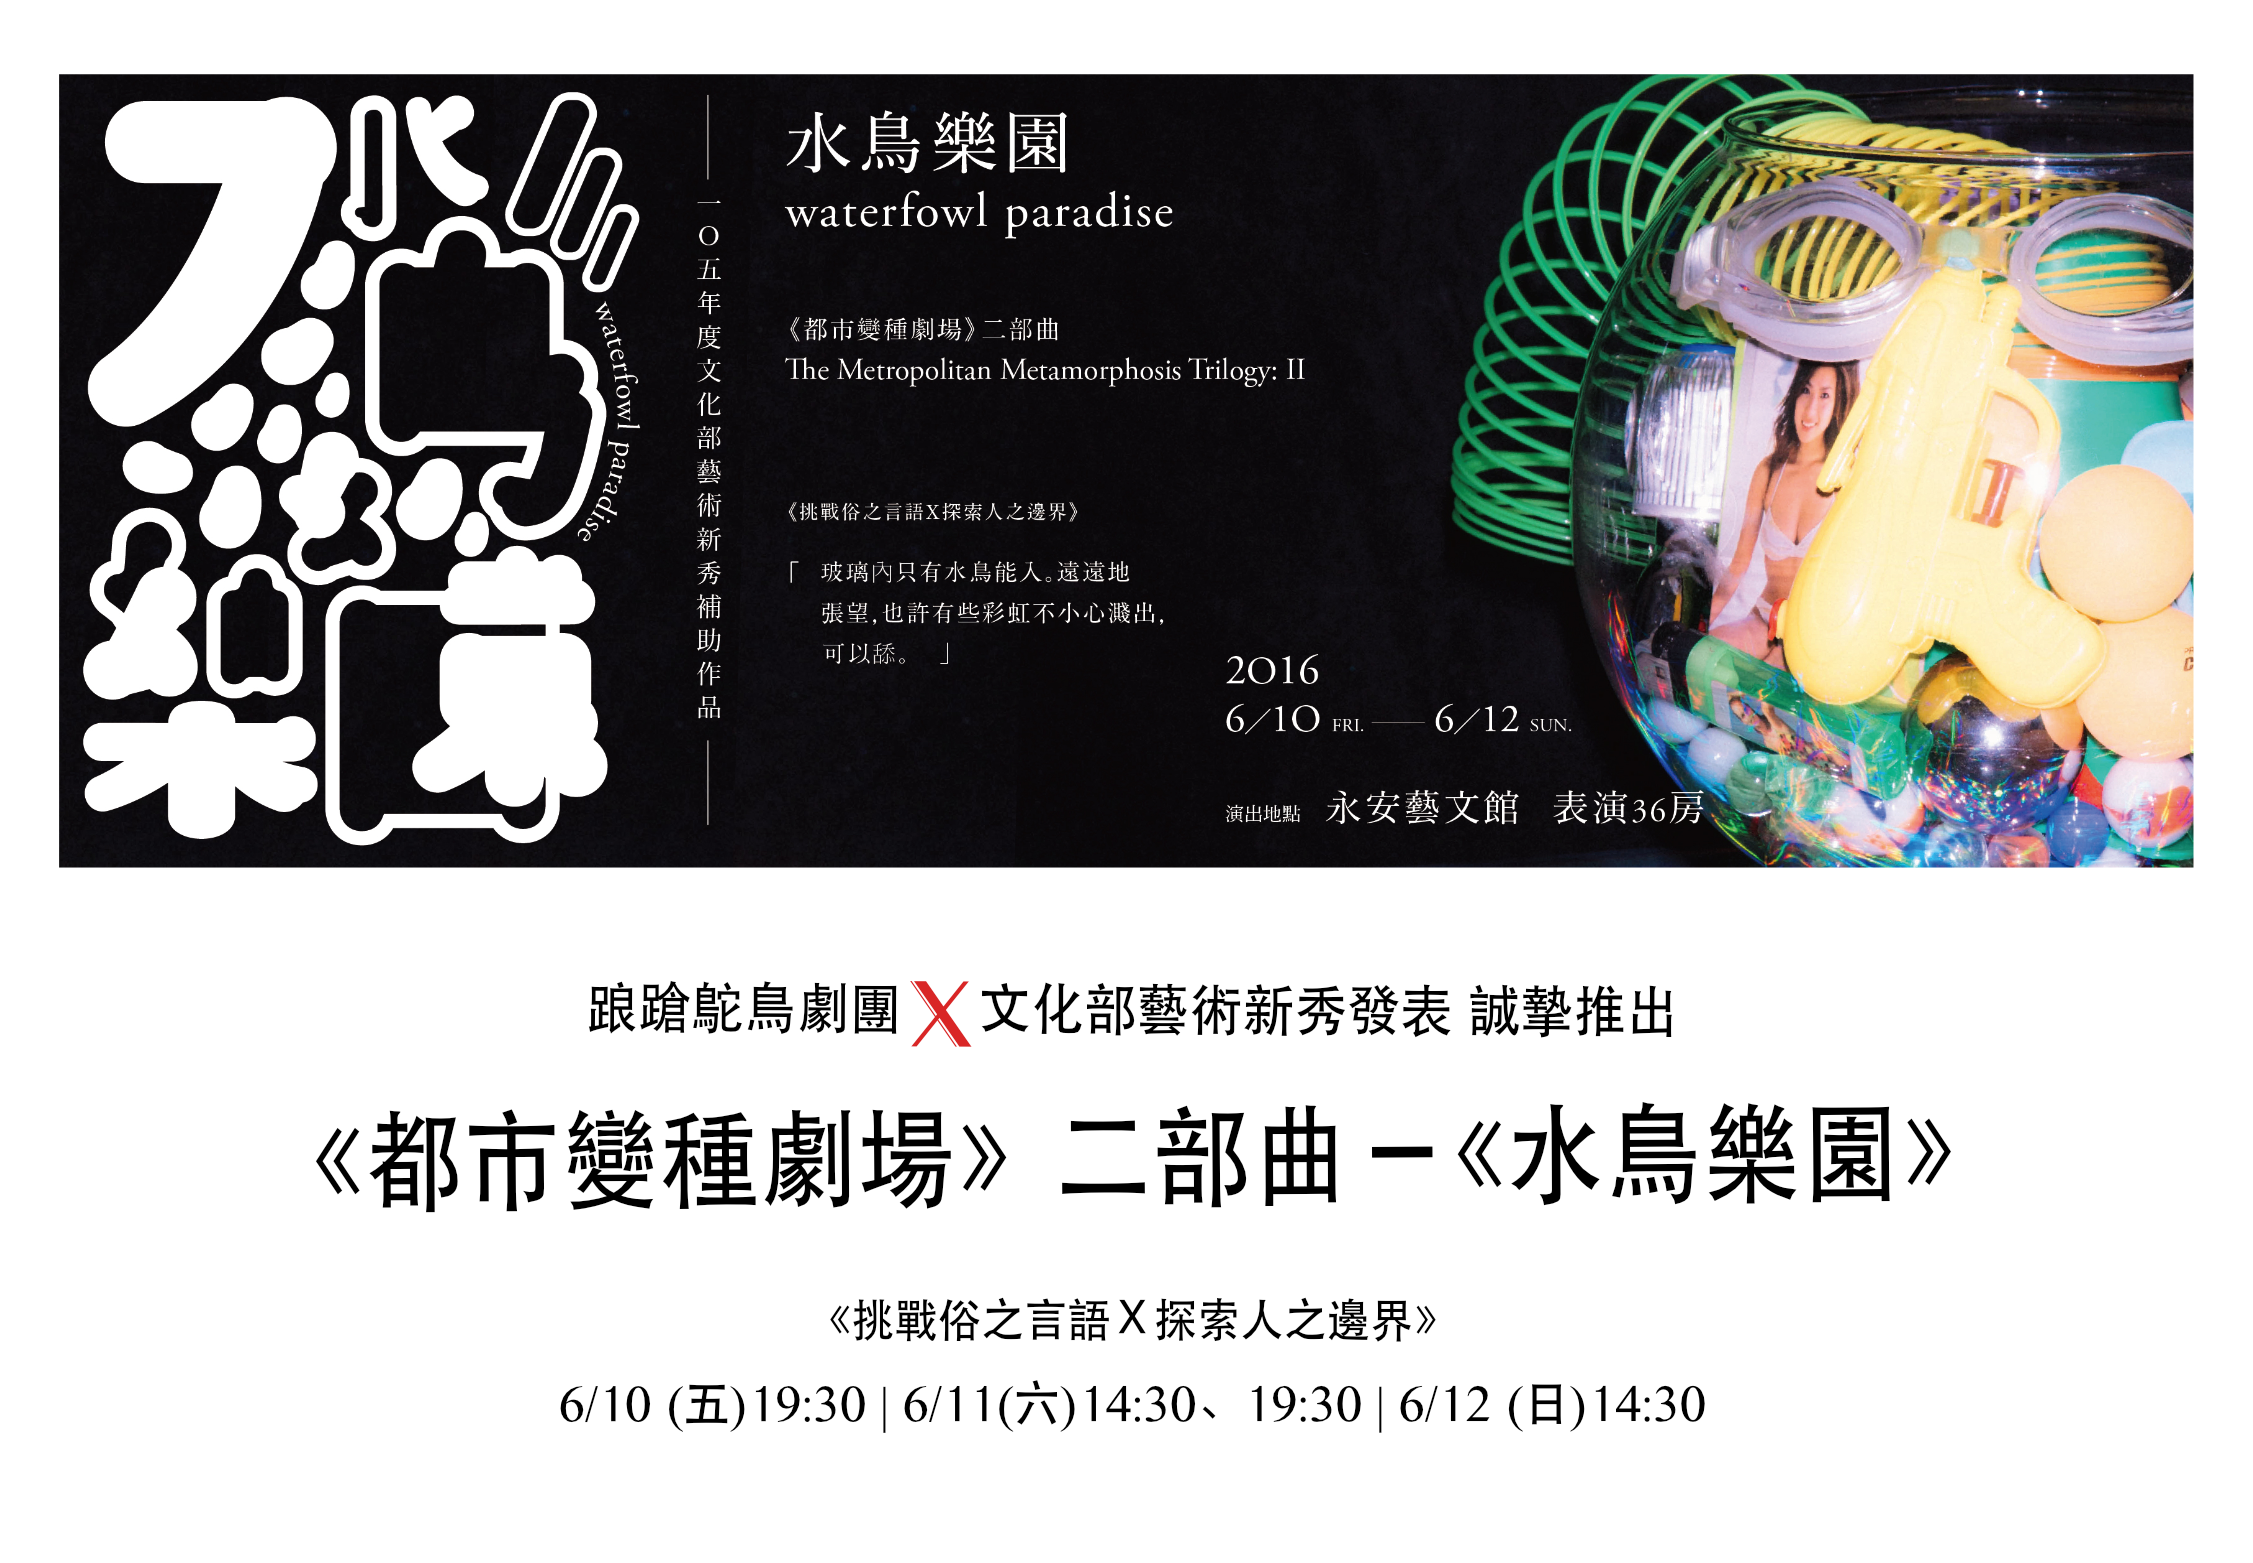 水鳥樂園
waterfowl paradise
一〇五年度文化部藝術新秀補助作品
水鳥樂園
waterfowl paradise
《都市變種劇場》二部曲
The Metropolitan Metamorphosis Trilogy: II
《挑戰俗之言語X探索人之邊界》
「 玻璃內只有水鳥能入。遠遠地
張望,也許有些彩虹不小心濺出,
可以舔。 」
2016
6/10 FRI. — 6/12 SUN.
演出地點 永安藝文館 表演36房
踉蹌鴕鳥劇團 X 文化部藝術新秀發表 誠摯推出
《都市變種劇場》 二部曲 – 《水鳥樂園》
《挑戰俗之言語 X 探索人之邊界》
6/10 (五)19:30 | 6/11(六)14:30、19:30 | 6/12 (日)14:30